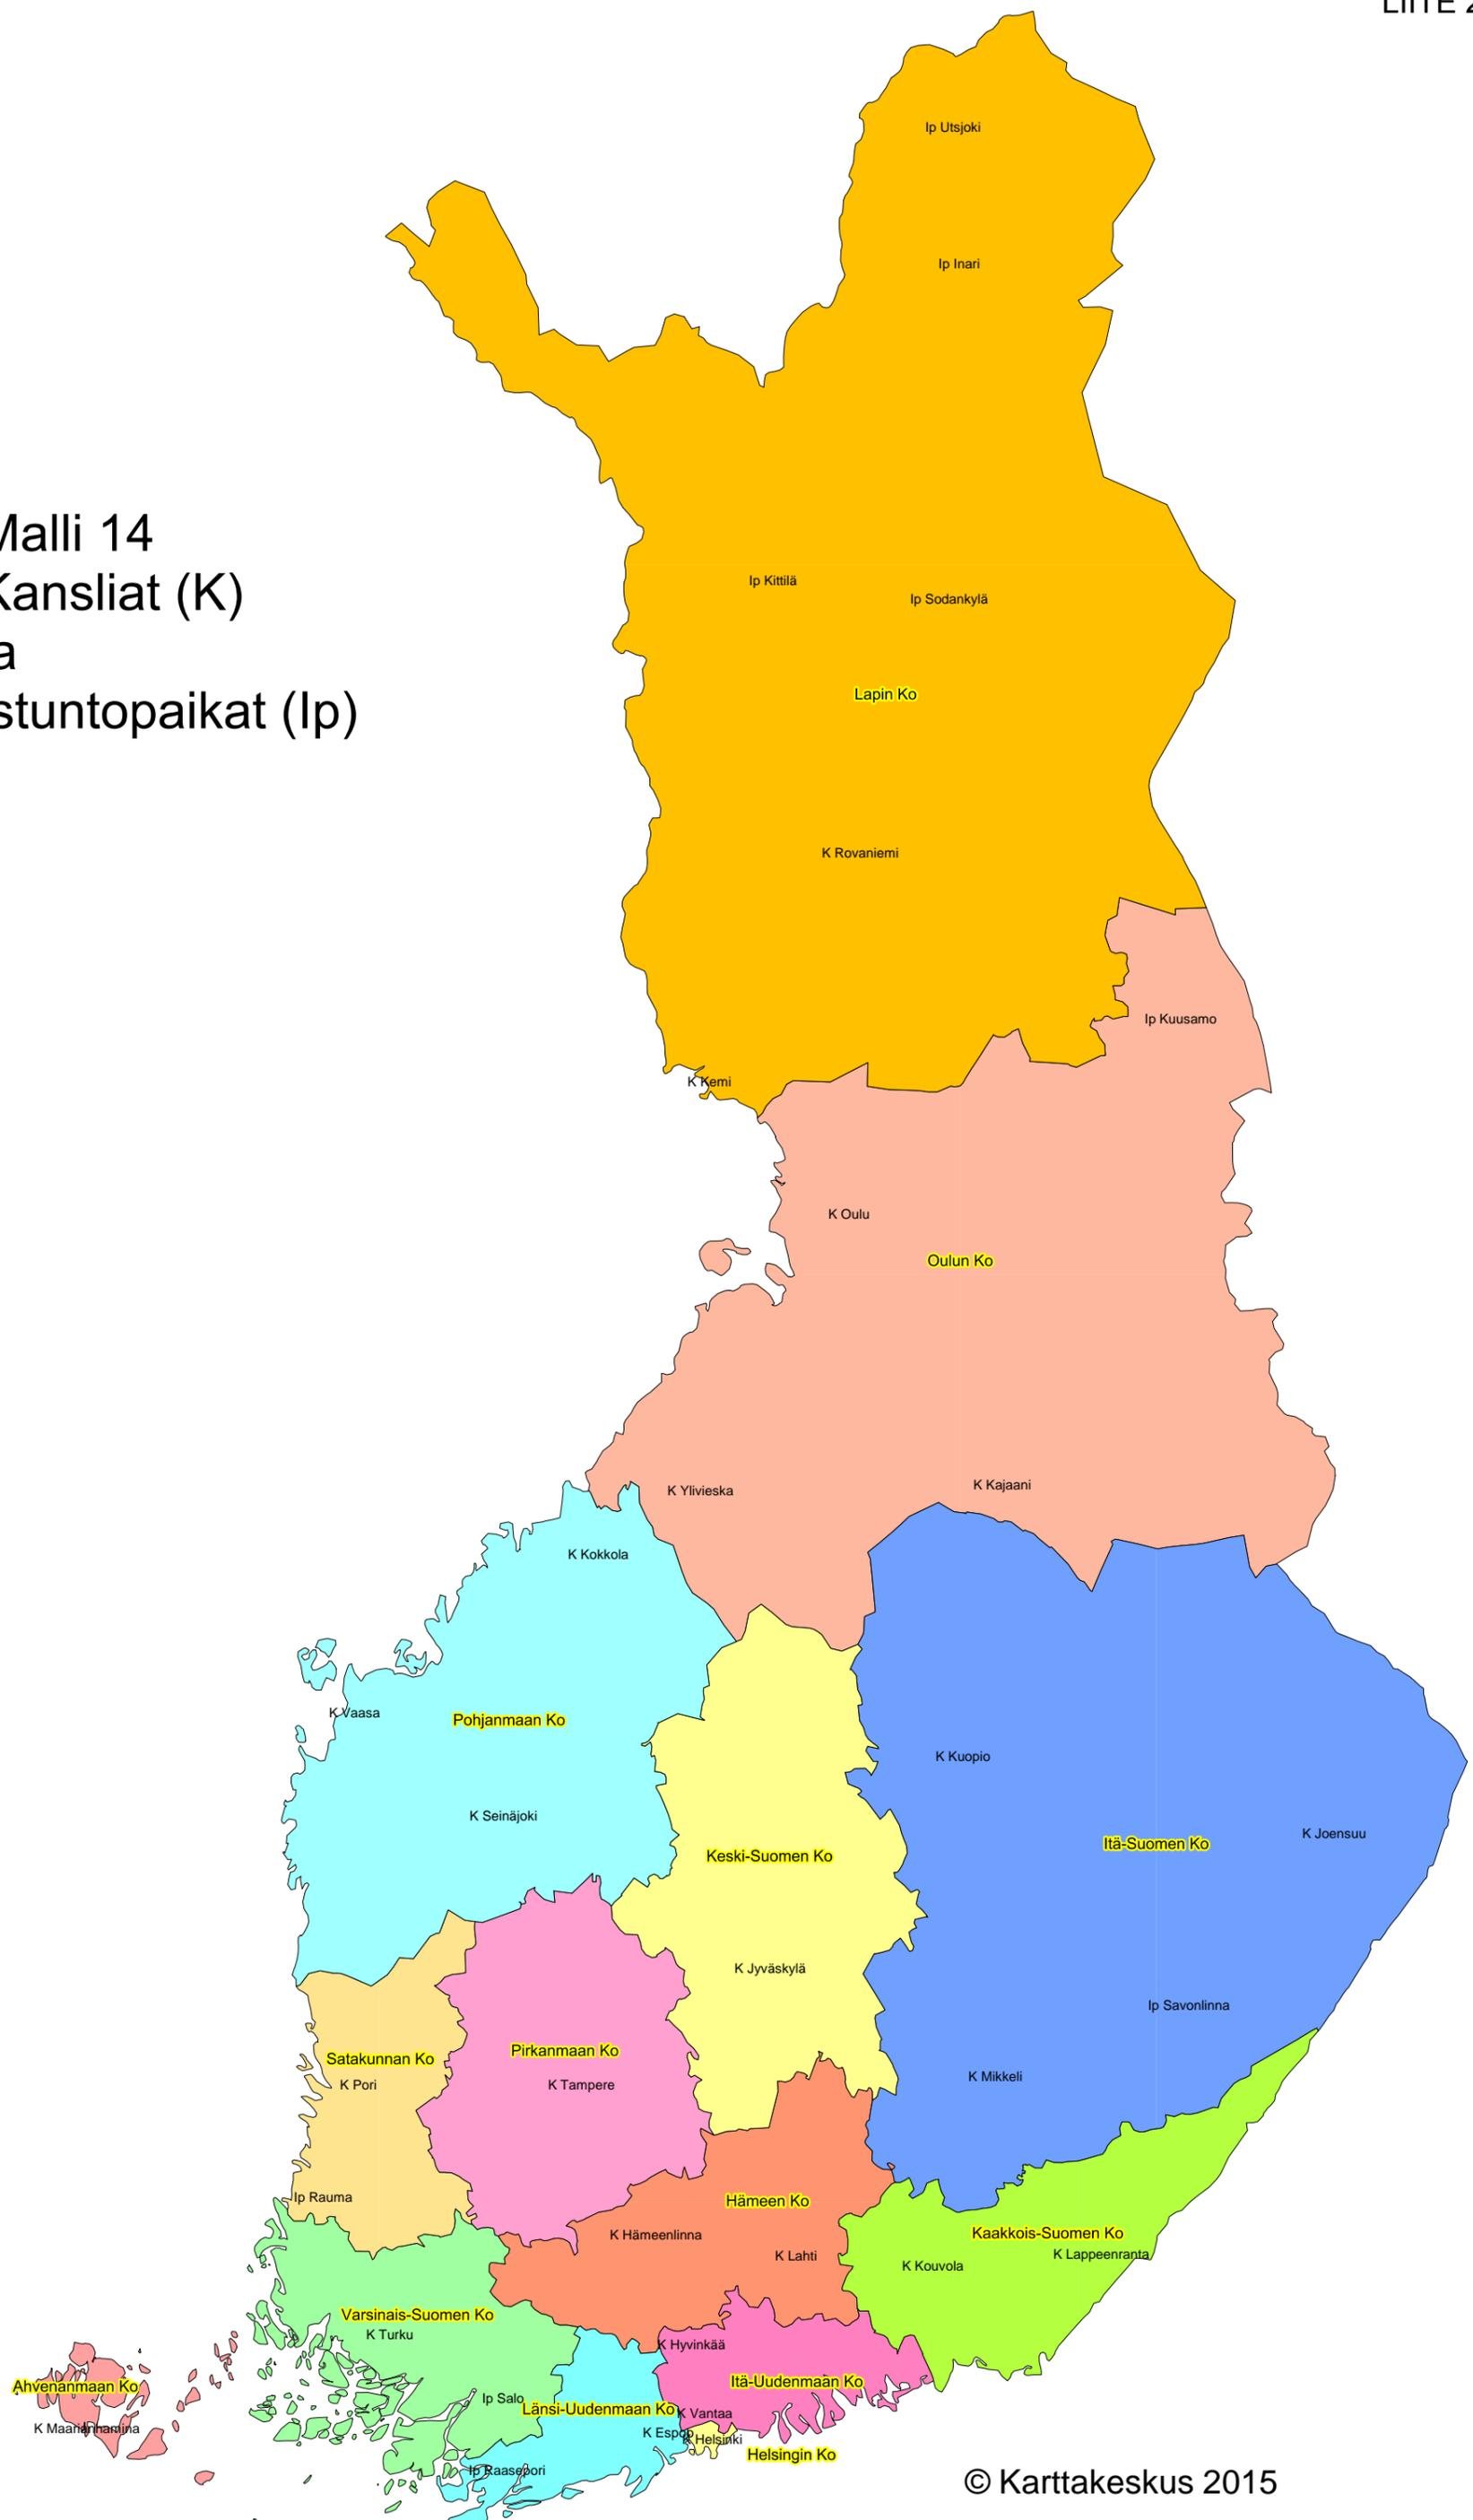 LIITE 2
Ip Utsjoki
Ip Inari
Malli 14
Kansliat (K)
a
stuntopaikat (Ip)
Ip Kittilä
Ip Sodankylä
Lapin Ko
K Rovaniemi
Ip Kuusamo
K Kemi
K Oulu
Oulun Ko
K Ylivieska
K Kajaani
K Kokkola
K Vaasa
Pohjanmaan Ko
K Kuopio
K Seinäjoki
Itä-Suomen Ko
K Joensuu
Keski-Suomen Ko
K Jyväskylä
Ip Savonlinna
Pirkanmaan Ko
Satakunnan Ko
K Mikkeli
K Pori
K Tampere
Ip Rauma
Hämeen Ko
K Hämeenlinna
Kaakkois-Suomen Ko
K Lahti
K Lappeenranta
K Kouvola
Varsinais-Suomen Ko
K Turku
K Hyvinkää
Itä-Uudenmaan Ko
Ahvenanmaan Ko
Ip Salo
Länsi-Uudenmaan Ko
K Vantaa
K Maarianhamina
K Espoo
K Helsinki
Helsingin Ko
Ip Raasepori
© Karttakeskus 2015